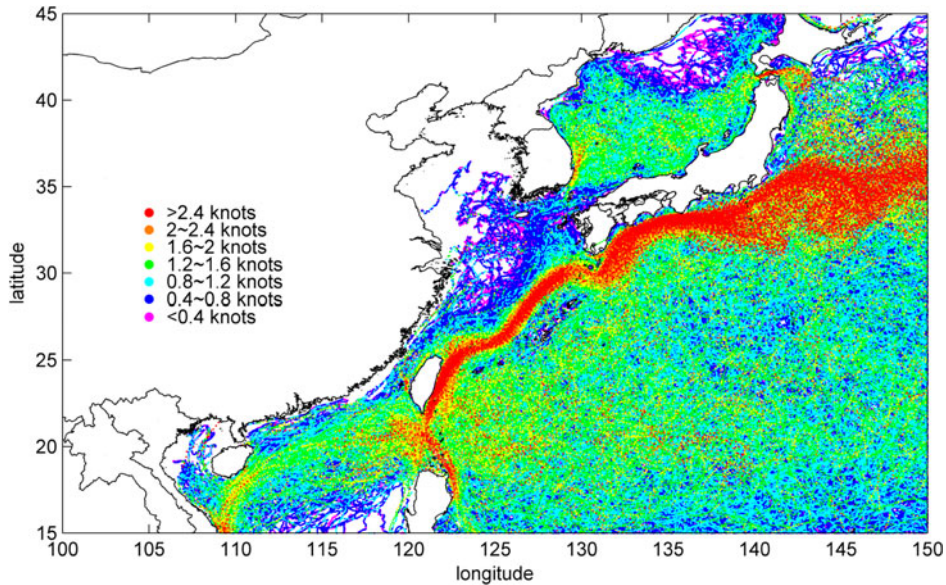 45
40
35
30
25
20
15
latitude
>2.4 knots
2~2.4 knots
1.6~2 knots
1.2~1.6 knots
0.8~1.2 knots
0.4~0.8 knots
<0.4 knots
100 105 110 115 120 125 130 135 140 145 150
longitude